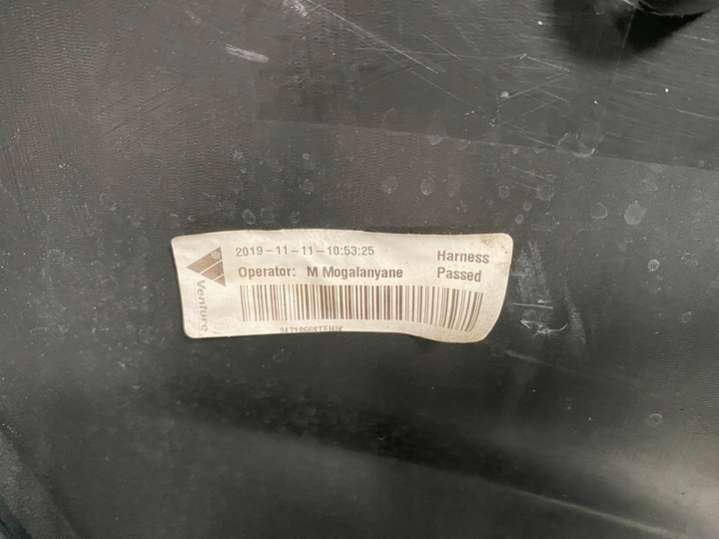 2019-11-11-10:53:25
Operator: M Mogalanyane
Harness
Passed
Venture